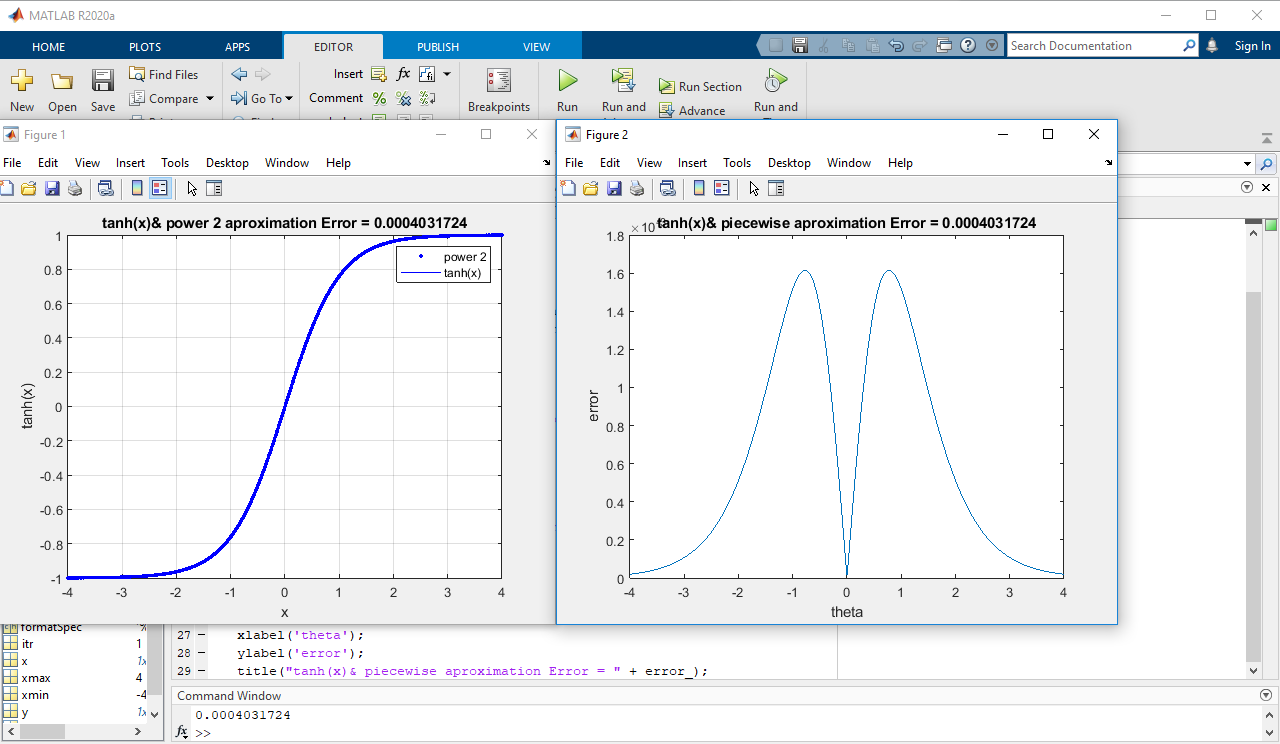 MATLAB R2020a
HOME PLOTS APPS EDITOR PUBLISH VIEW
Search Documentation
Sign In
Find Files
Insert fx
Compare
Go To
Comment
Run Section
Advance
New Open Save
Breakpoints
Run
Run and
Run and
Figure 1
File Edit View Insert Tools Desktop Window Help
tanh(x)& power 2 aproximation Error = 0.0004031724
power 2
tanh(x)
1
0.8
0.6
0.4
0.2
0
-0.2
-0.4
-0.6
-0.8
-1
tanh(x)
-4 -3 -2 -1 0 1 2 3 4
x
Figure 2
File Edit View Insert Tools Desktop Window Help
tanh(x)& piecewise aproximation Error = 0.0004031724
× 10
1.8
1.6
1.4
1.2
1
0.8
0.6
0.4
0.2
0
error
-4 -3 -2 -1 0 1 2 3 4
theta
formatSpec
itr 1
x 1x
xmax 4
xmin -4
y 1x
27 – xlabel('theta');
28 – ylabel('error');
29 – title("tanh(x)& piecewise aproximation Error = " + error_);
Command Window
0.0004031724
fx >>